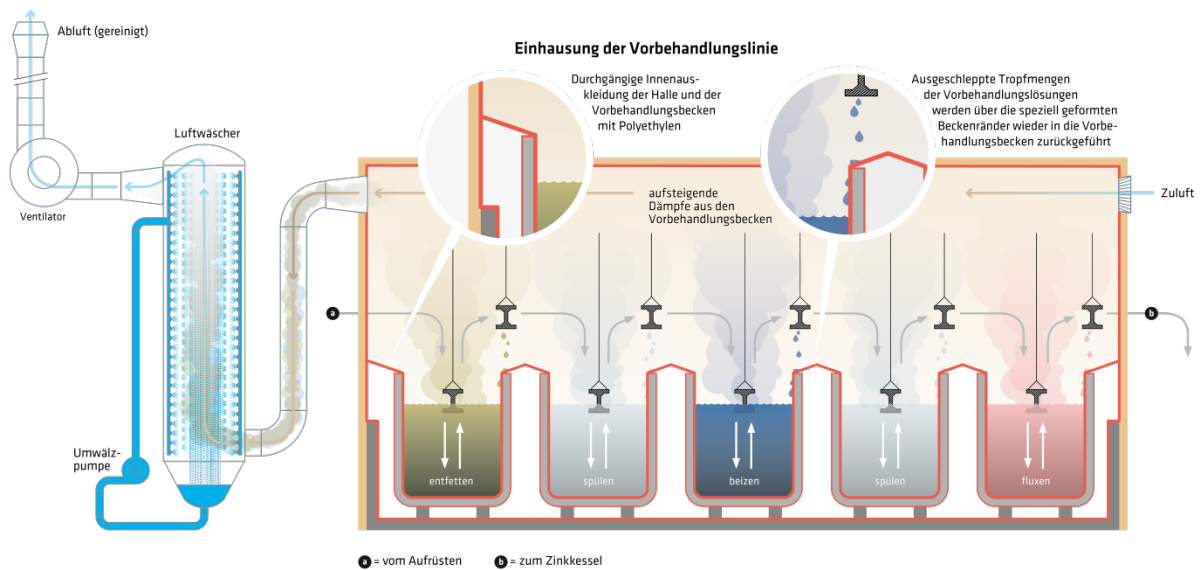 Abluft (gereinigt)
Einhausung der Vorbehandlungslinie
Durchgängige Innenaus-
kleidung der Halle und der
Vorbehandlungsbecken
mit Polyethylen
Ausgeschleppte Tropfmengen
der Vorbehandlungslösungen
werden über die speziell geformten
Beckenränder wieder in die Vorbe-
handlungsbecken zurückgeführt
Luftwäscher
Ventilator
aufsteigende
Dämpfe aus den
Vorbehandlungsbecken
Zuluft
a
b
Umwälz-
pumpe
entfetten
spülen
beizen
spülen
fluxen
a = vom Aufrüsten
b = zum Zinkkessel